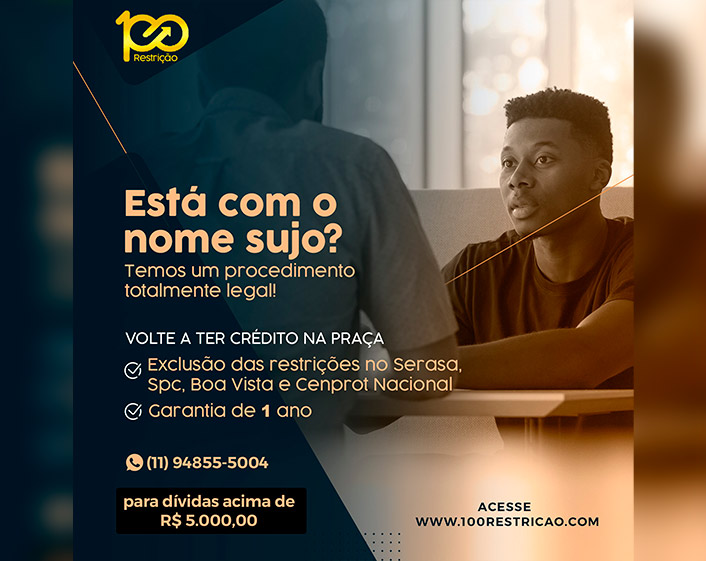 100
Restrição
Está com o
nome sujo?
Temos um procedimento
totalmente legal!
VOLTE A TER CRÉDITO NA PRAÇA
Exclusão das restrições no Serasa,
Spc, Boa Vista e Cenprot Nacional
Garantia de 1 ano
(11) 94855-5004
para dívidas acima de
R$ 5.000,00
ACESSE
WWW.100RESTRICAO.COM